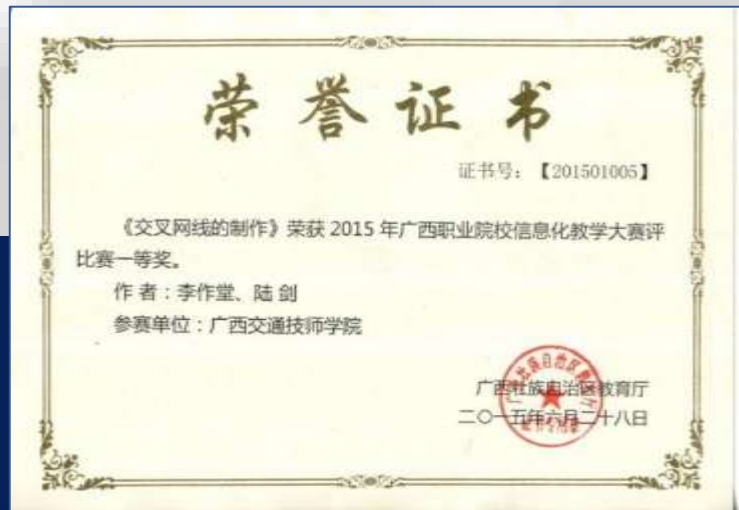 荣誉证书
证书号：【201501005】
《交叉网线的制作》荣获 2015 年广西职业院校信息化教学大赛评
比赛一等奖。
作 者：李作堂、陆 剑
参赛单位：广西交通技师学院
广西壮族自治区教育厅
二〇一五年六月二十八日